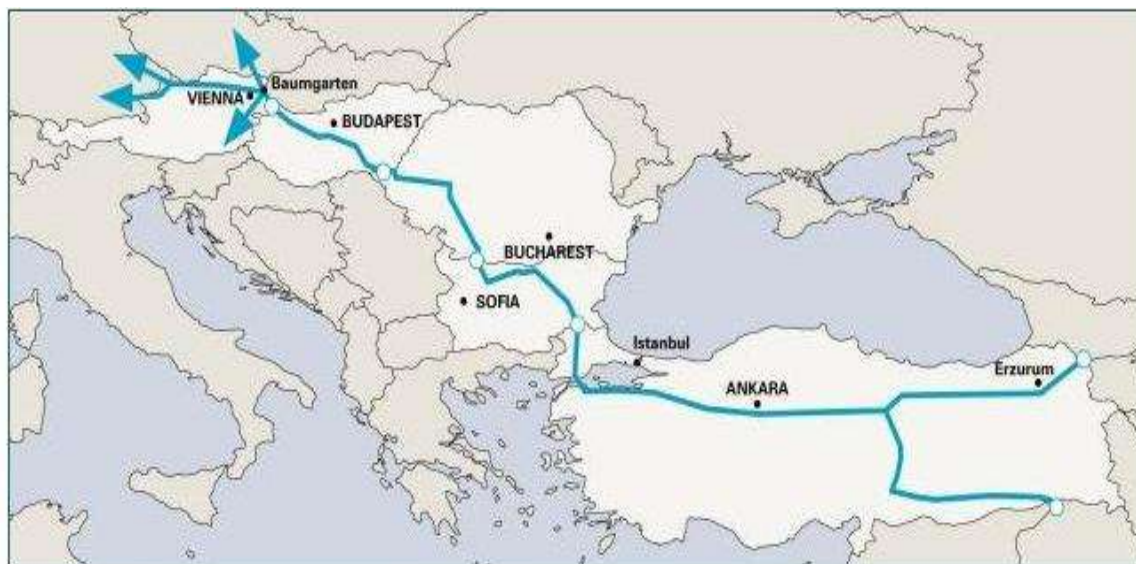 Baumgarten
VIENNA
BUDAPEST
BUCHAREST
SOFIA
Istanbul
Erzurum
ANKARA